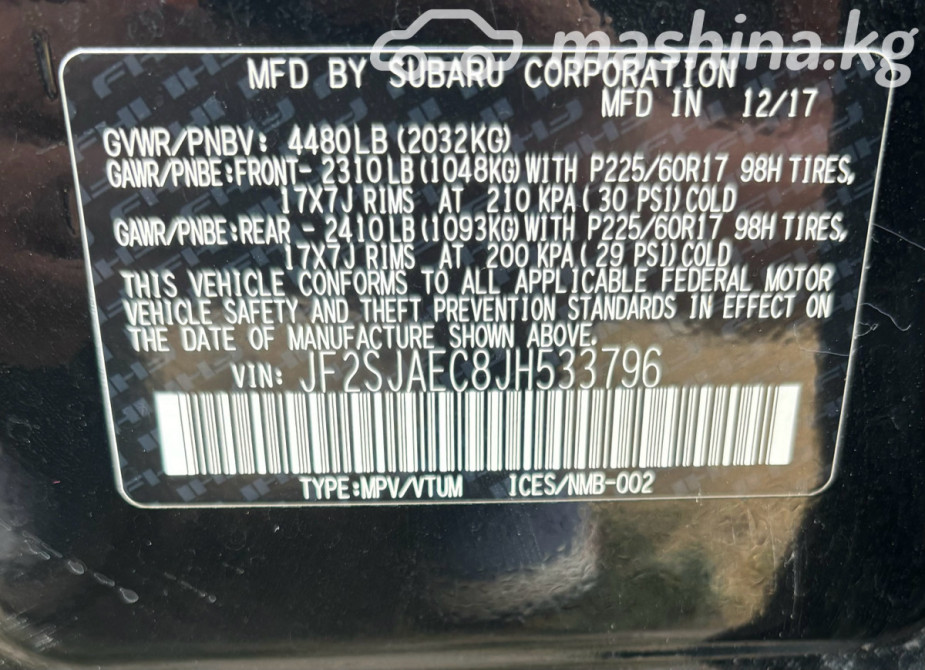 mashina.kg
MFD BY SUBARU CORPORATION
MFD IN 12/17
GVWR/PNBV: 4480LB (2032KG)
GAWR/PNBE:FRONT- 2310 LB (1048KG) WITH P225/60R17 98H TIRES,
17X7J RIMS AT 210 KPA (30 PSI) COLD
GAWR/PNBE:REAR - 2410 LB (1093KG) WITH P225/60R17 98H TIRES,
17X7J RIMS AT 200 KPA (29 PSI) COLD
THIS VEHICLE CONFORMS TO ALL APPLICABLE FEDERAL MOTOR
VEHICLE SAFETY AND THEFT PREVENTION STANDARDS IN EFFECT ON
THE DATE OF MANUFACTURE SHOWN ABOVE.
VIN: JF2SJAEC8JH533796
TYPE:MPV/VTUM ICES/NMB-002